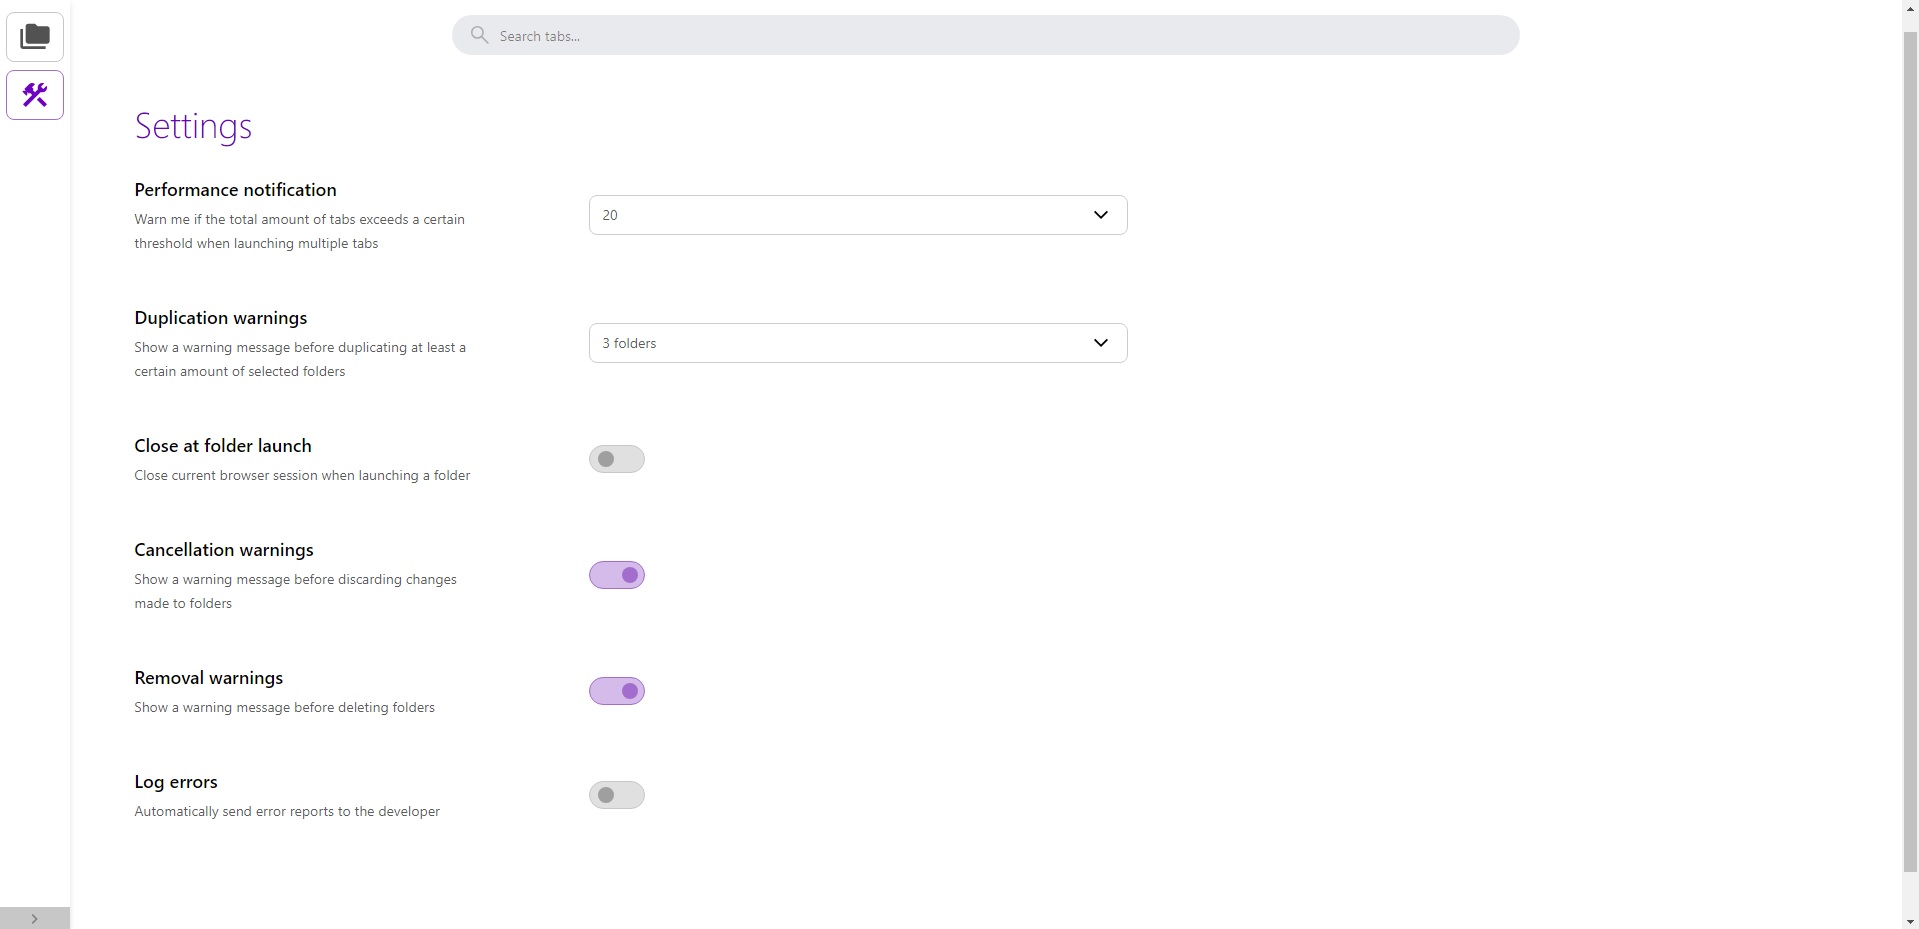 Search tabs...
Settings
Performance notification
Warn me if the total amount of tabs exceeds a certain
threshold when launching multiple tabs
20
Duplication warnings
Show a warning message before duplicating at least a
certain amount of selected folders
3 folders
Close at folder launch
Close current browser session when launching a folder
Cancellation warnings
Show a warning message before discarding changes
made to folders
Removal warnings
Show a warning message before deleting folders
Log errors
Automatically send error reports to the developer